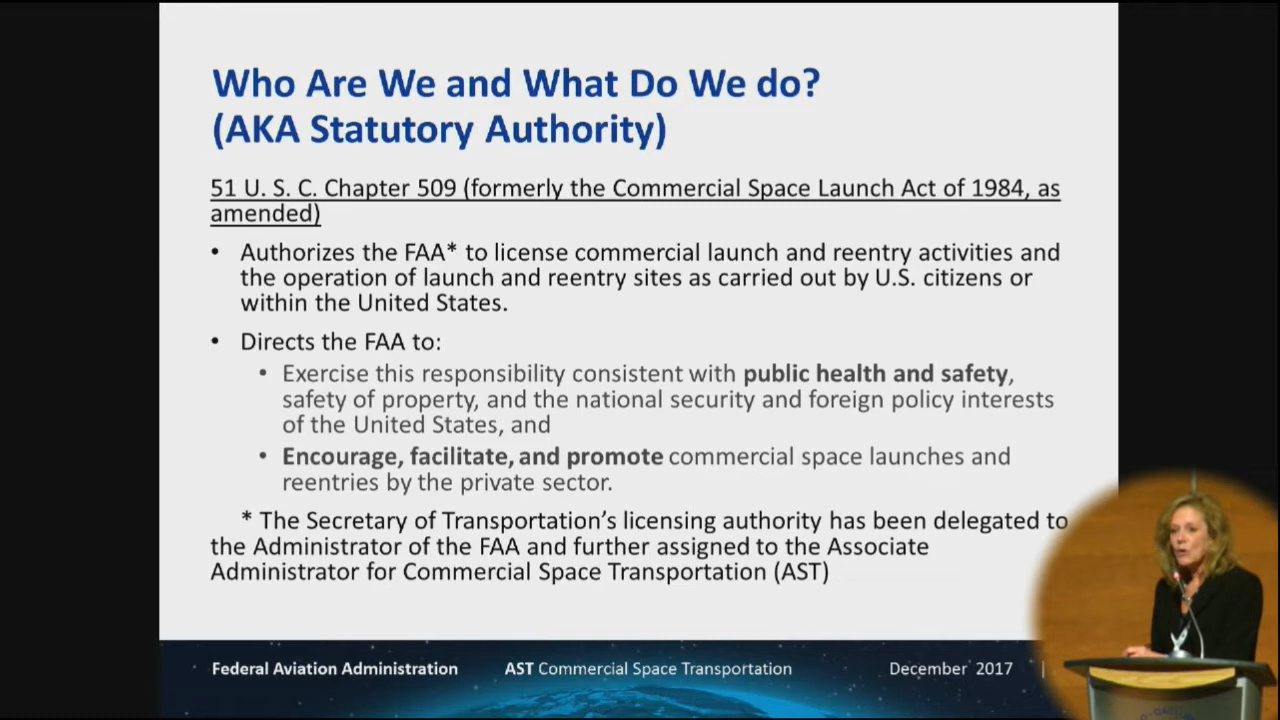 Who Are We and What Do We do?
(AKA Statutory Authority)
51 U. S. C. Chapter 509 (formerly the Commercial Space Launch Act of 1984, as
amended)
• Authorizes the FAA* to license commercial launch and reentry activities and
the operation of launch and reentry sites as carried out by U.S. citizens or
within the United States.
• Directs the FAA to:
• Exercise this responsibility consistent with public health and safety,
safety of property, and the national security and foreign policy interests
of the United States, and
• Encourage, facilitate, and promote commercial space launches and
reentries by the private sector.
* The Secretary of Transportation’s licensing authority has been delegated to
the Administrator of the FAA and further assigned to the Associate
Administrator for Commercial Space Transportation (AST)
Federal Aviation Administration AST Commercial Space Transportation December 2017 |